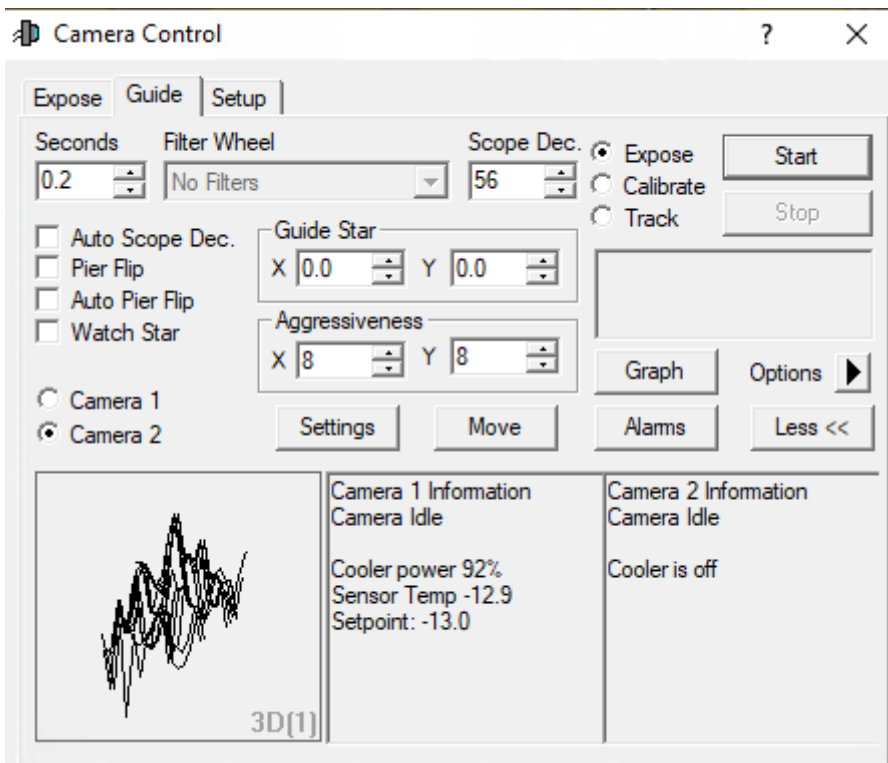 Camera Control ? X
Expose Guide Setup
Seconds Filter Wheel Scope Dec.
0.2 No Filters 56
Expose
Calibrate
Track
Start
Stop
Auto Scope Dec.
Pier Flip
Auto Pier Flip
Watch Star
Guide Star
X 0.0 Y 0.0
Aggressiveness
X 8 Y 8
Graph Options
Camera 1
Camera 2
Settings Move Alarms Less <<
Camera 1 Information
Camera Idle
Cooler power 92%
Sensor Temp -12.9
Setpoint: -13.0
Camera 2 Information
Camera Idle
Cooler is off
3D(1)